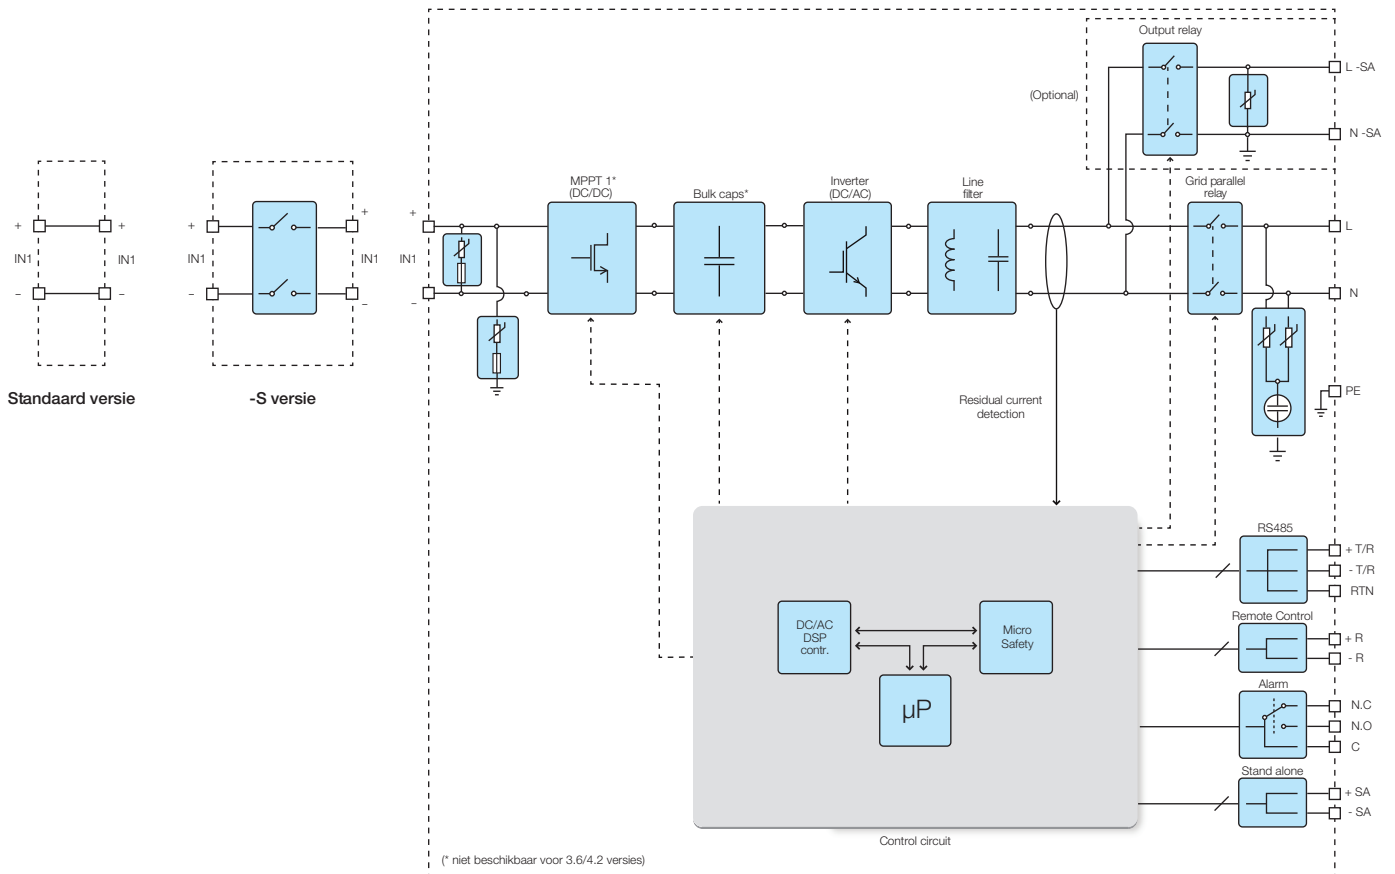 Output relay
L -SA
(Optional)
N -SA
MPPT 1*
(DC/DC)
Bulk caps*
Inverter
(DC/AC)
Line
filter
Grid parallel
relay
+
+
+
+
+
L
IN1
IN1
IN1
IN1
IN1
–
–
–
–
–
N
PE
Standaard versie
-S versie
Residual current
detection
RS485
+ T/R
- T/R
RTN
Remote Control
+ R
- R
DC/AC
DSP
contr.
Micro
Safety
µP
Alarm
N.C
N.O
C
Stand alone
+ SA
- SA
Control circuit
(* niet beschikbaar voor 3.6/4.2 versies)